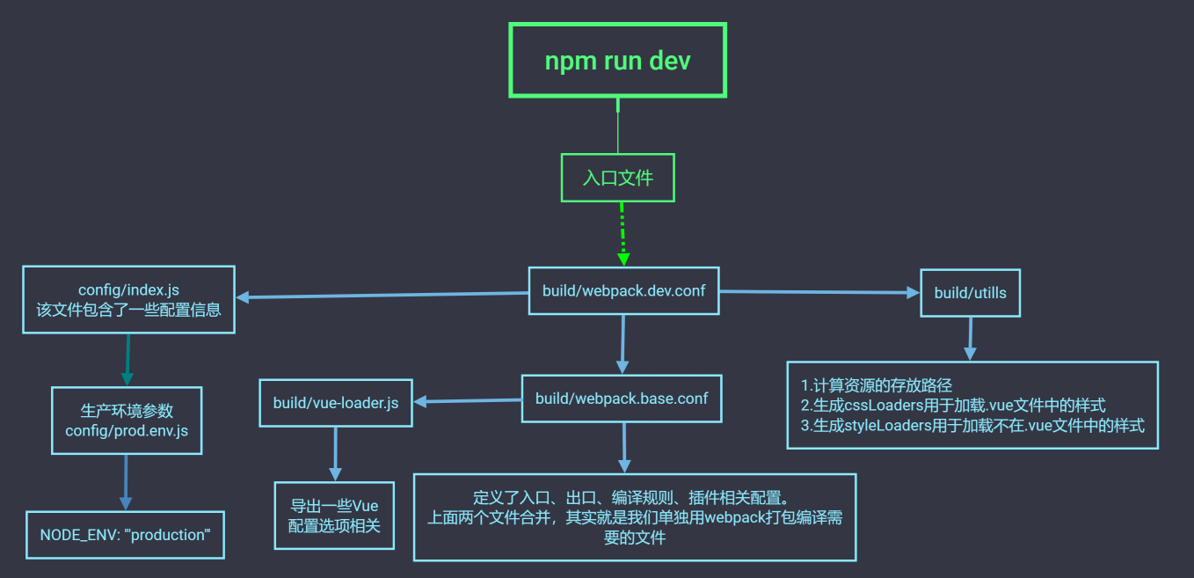 npm run dev
入口文件
config/index.js
该文件包含了一些配置信息
build/webpack.dev.conf
build/utills
生产环境参数
config/prod.env.js
build/vue-loader.js
build/webpack.base.conf
1.计算资源的存放路径
2.生成cssLoaders用于加载.vue文件中的样式
3.生成styleLoaders用于加载不在.vue文件中的样式
NODE_ENV: '"production"'
导出一些Vue
配置选项相关
定义了入口、出口、编译规则、插件相关配置。
上面两个文件合并，其实就是我们单独用webpack打包编译需
要的文件